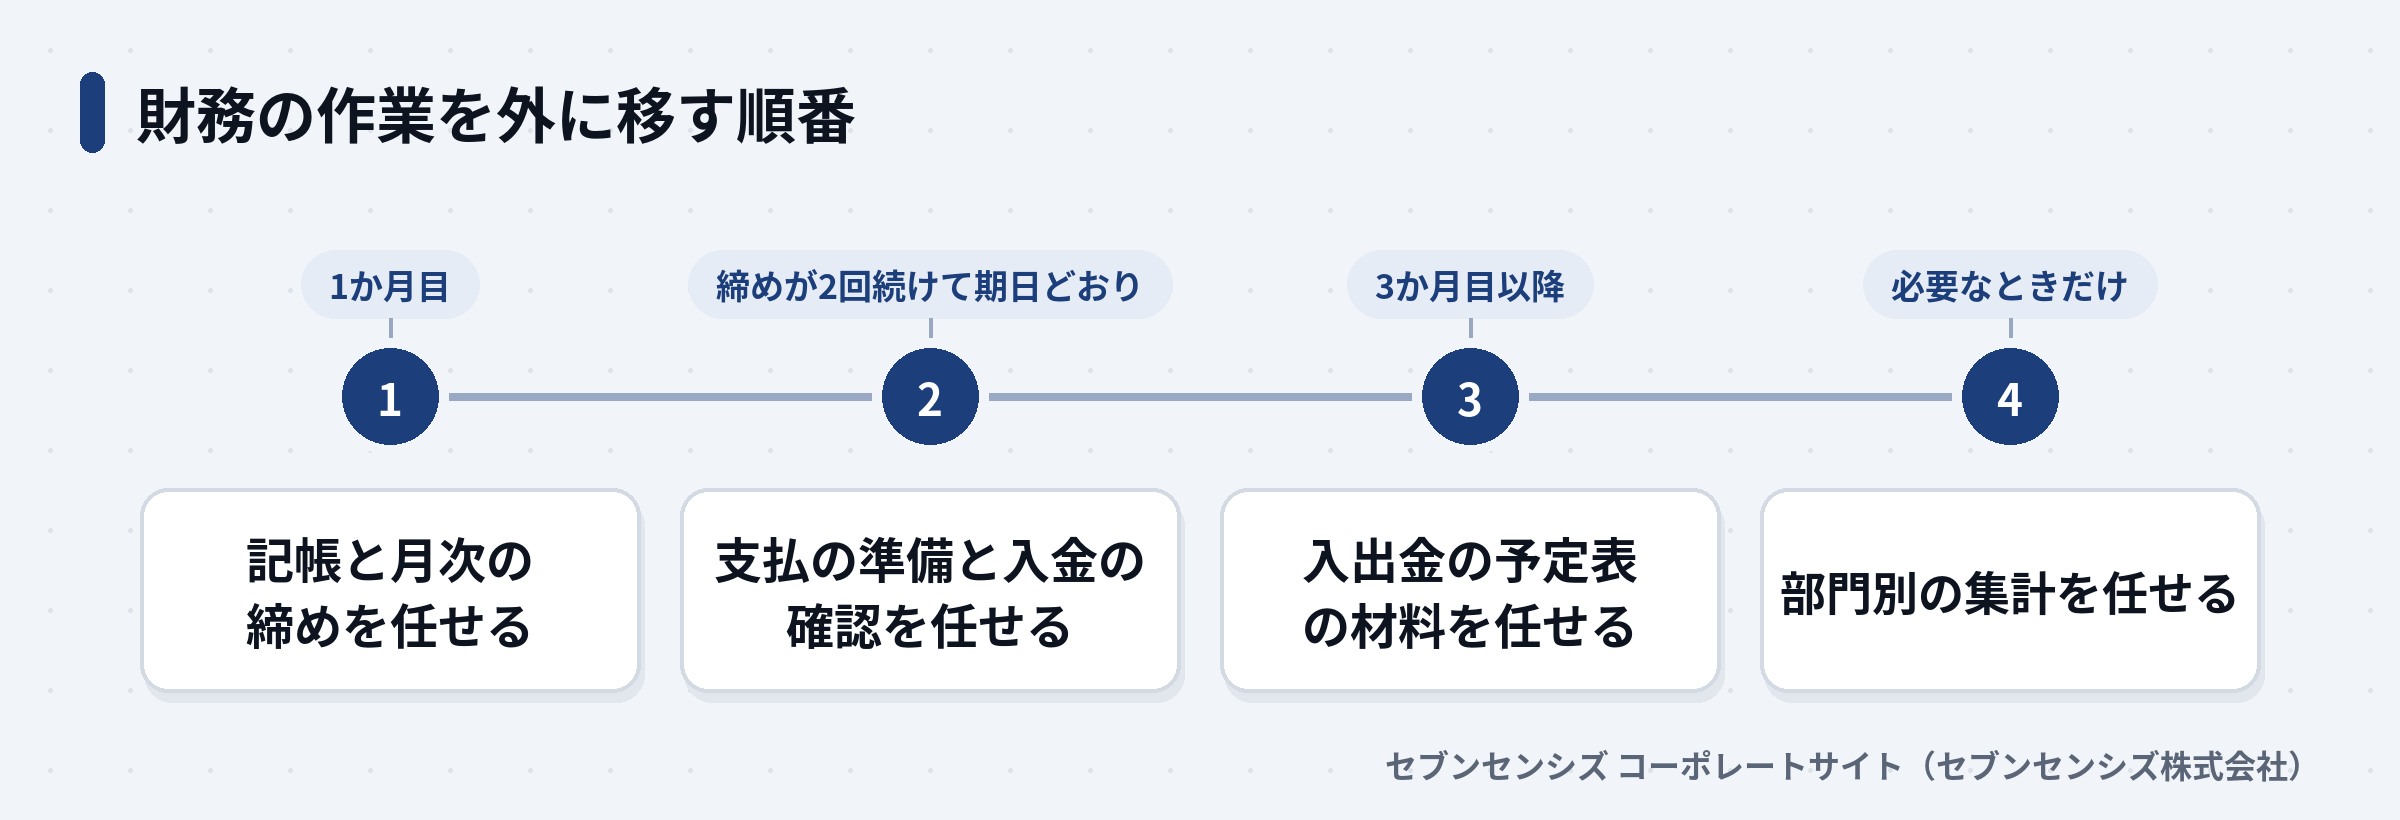 財務の作業を外に移す順番
1か月目
締めが2回続けて期日どおり
3か月目以降
必要なときだけ
1
2
3
4
記帳と月次の
締めを任せる
支払の準備と入金の
確認を任せる
入出金の予定表
の材料を任せる
部門別の集計を任せる
セブンセンシズ コーポレートサイト（セブンセンシズ株式会社）